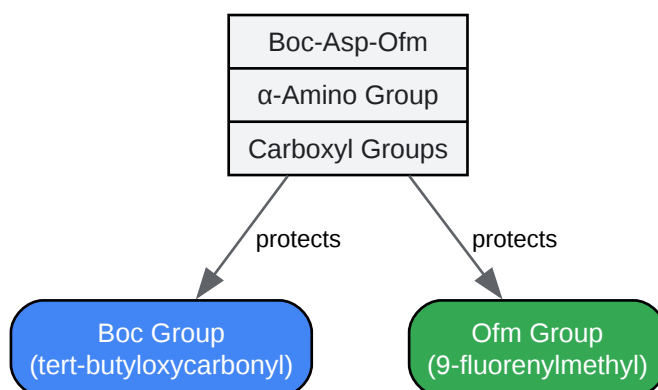 Boc-Asp-Ofm
α-Amino Group
Carboxyl Groups
protects
protects
Boc Group
(tert-butyloxycarbonyl)
Ofm Group
(9-fluorenylmethyl)